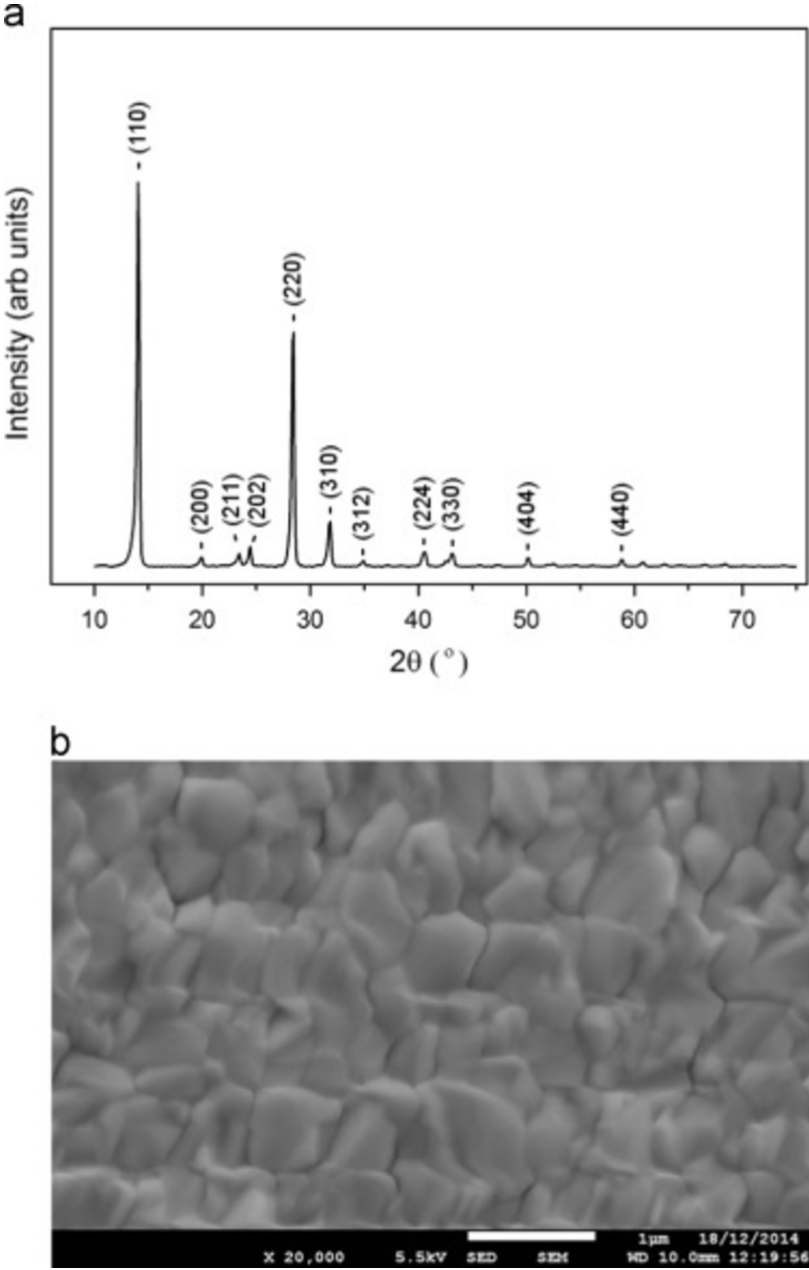 a
Intensity (arb units)
(110)
(200)
(211)
(202)
(220)
(310)
(312)
(224)
(330)
(404)
(440)
10 20 30 40 50 60 70
2θ (°)
b
1μm 18/12/2014
X 20,000 5.5kV SED SEM WD 10.0mm 12:19:56